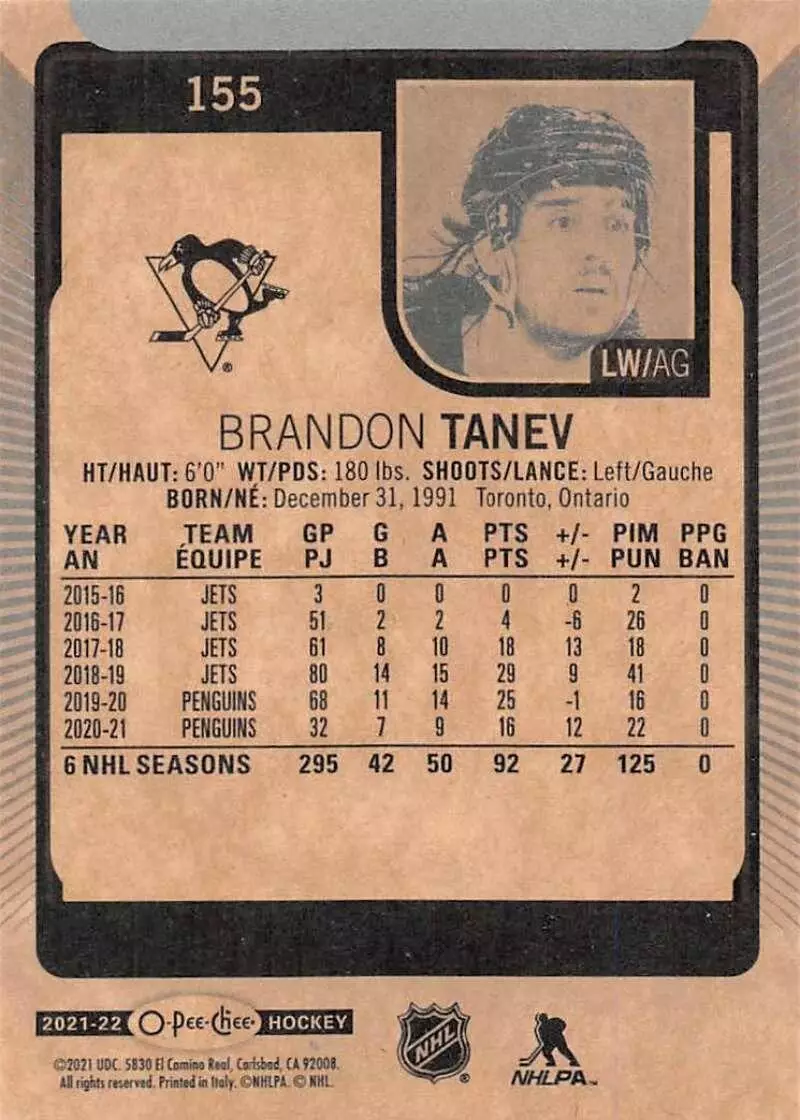 155
LW/AG
BRANDON TANEV
HT/HAUT: 6'0" WT/PDS: 180 lbs. SHOOTS/LANCE: Left/Gauche
BORN/NÉ: December 31, 1991 Toronto, Ontario
YEAR TEAM GP G A PTS +/- PIM PPG
AN ÉQUIPE PJ B A PTS +/- PUN BAN
2015-16 JETS 3 0 0 0 0 2 0
2016-17 JETS 51 2 2 4 -6 26 0
2017-18 JETS 61 8 10 18 13 18 0
2018-19 JETS 80 14 15 29 9 41 0
2019-20 PENGUINS 68 11 14 25 -1 16 0
2020-21 PENGUINS 32 7 9 16 12 22 0
6 NHL SEASONS 295 42 50 92 27 125 0
2021-22 O-Pee-Chee HOCKEY
©2021 UDC. 5830 El Camino Real, Carlsbad, CA 92008.
All rights reserved. Printed in Italy. ©NHLPA. © NHL.
NHL ®
NHLPA™